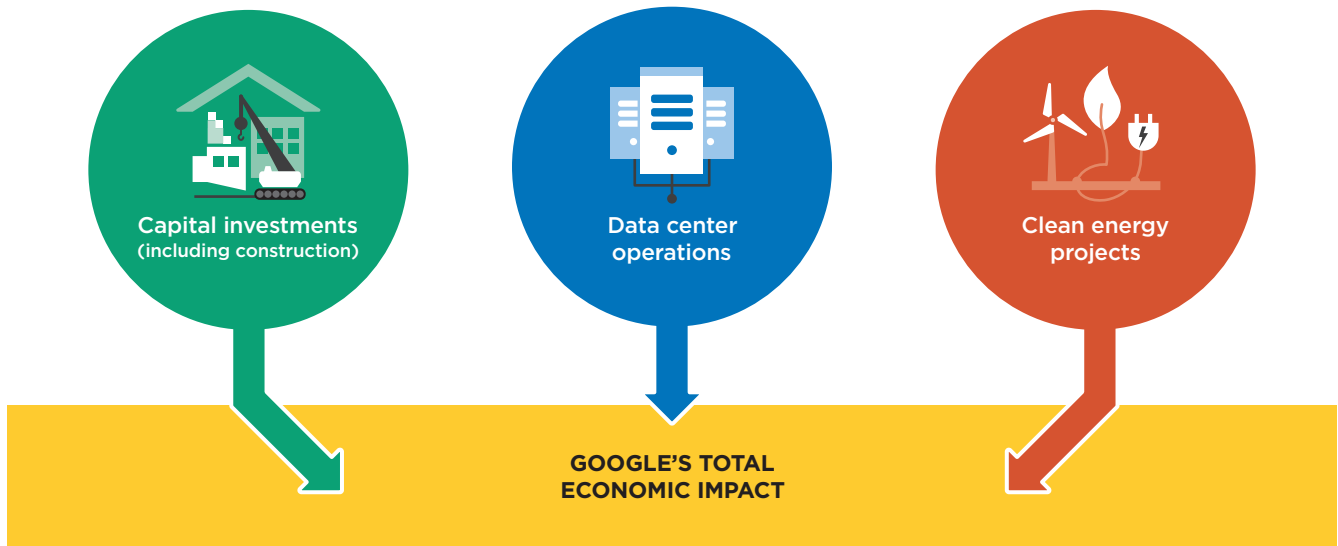 Capital investments
(including construction)
Data center
operations
Clean energy
projects
GOOGLE’S TOTAL
ECONOMIC IMPACT